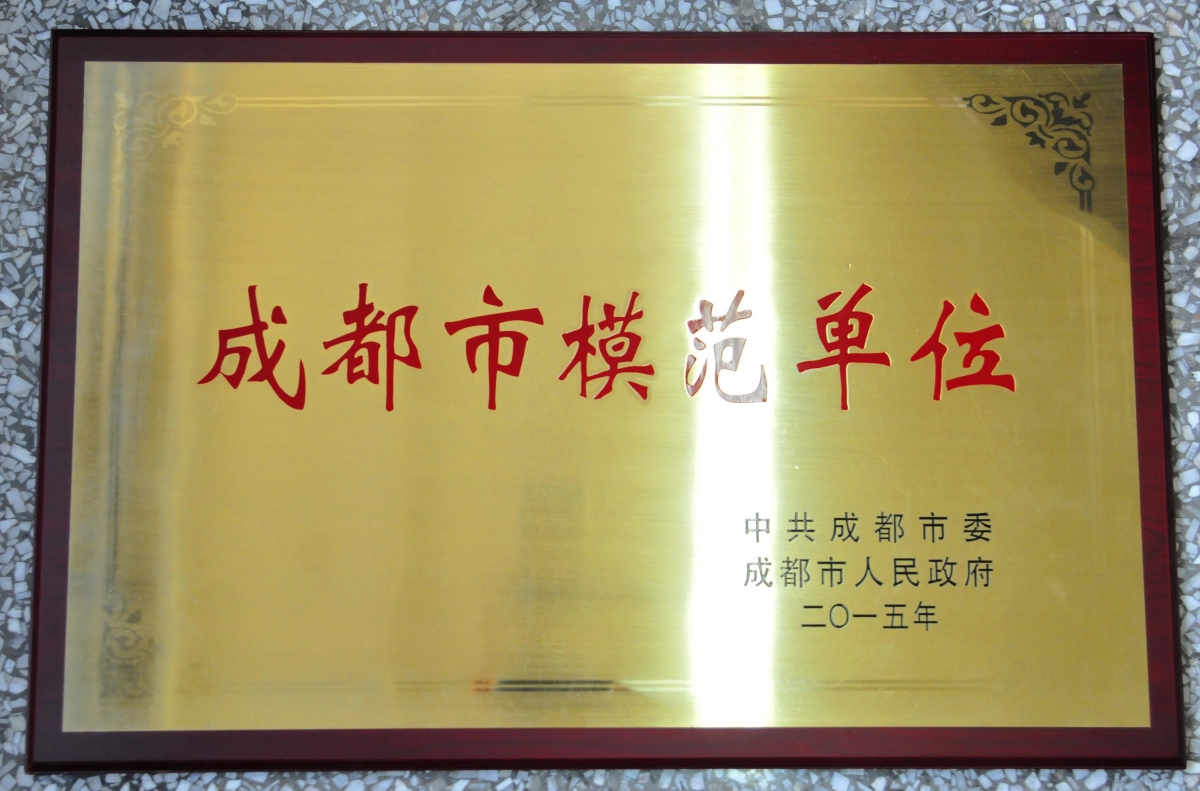 成都市模范单位
中共成都市委
成都市人民政府
二〇一五年